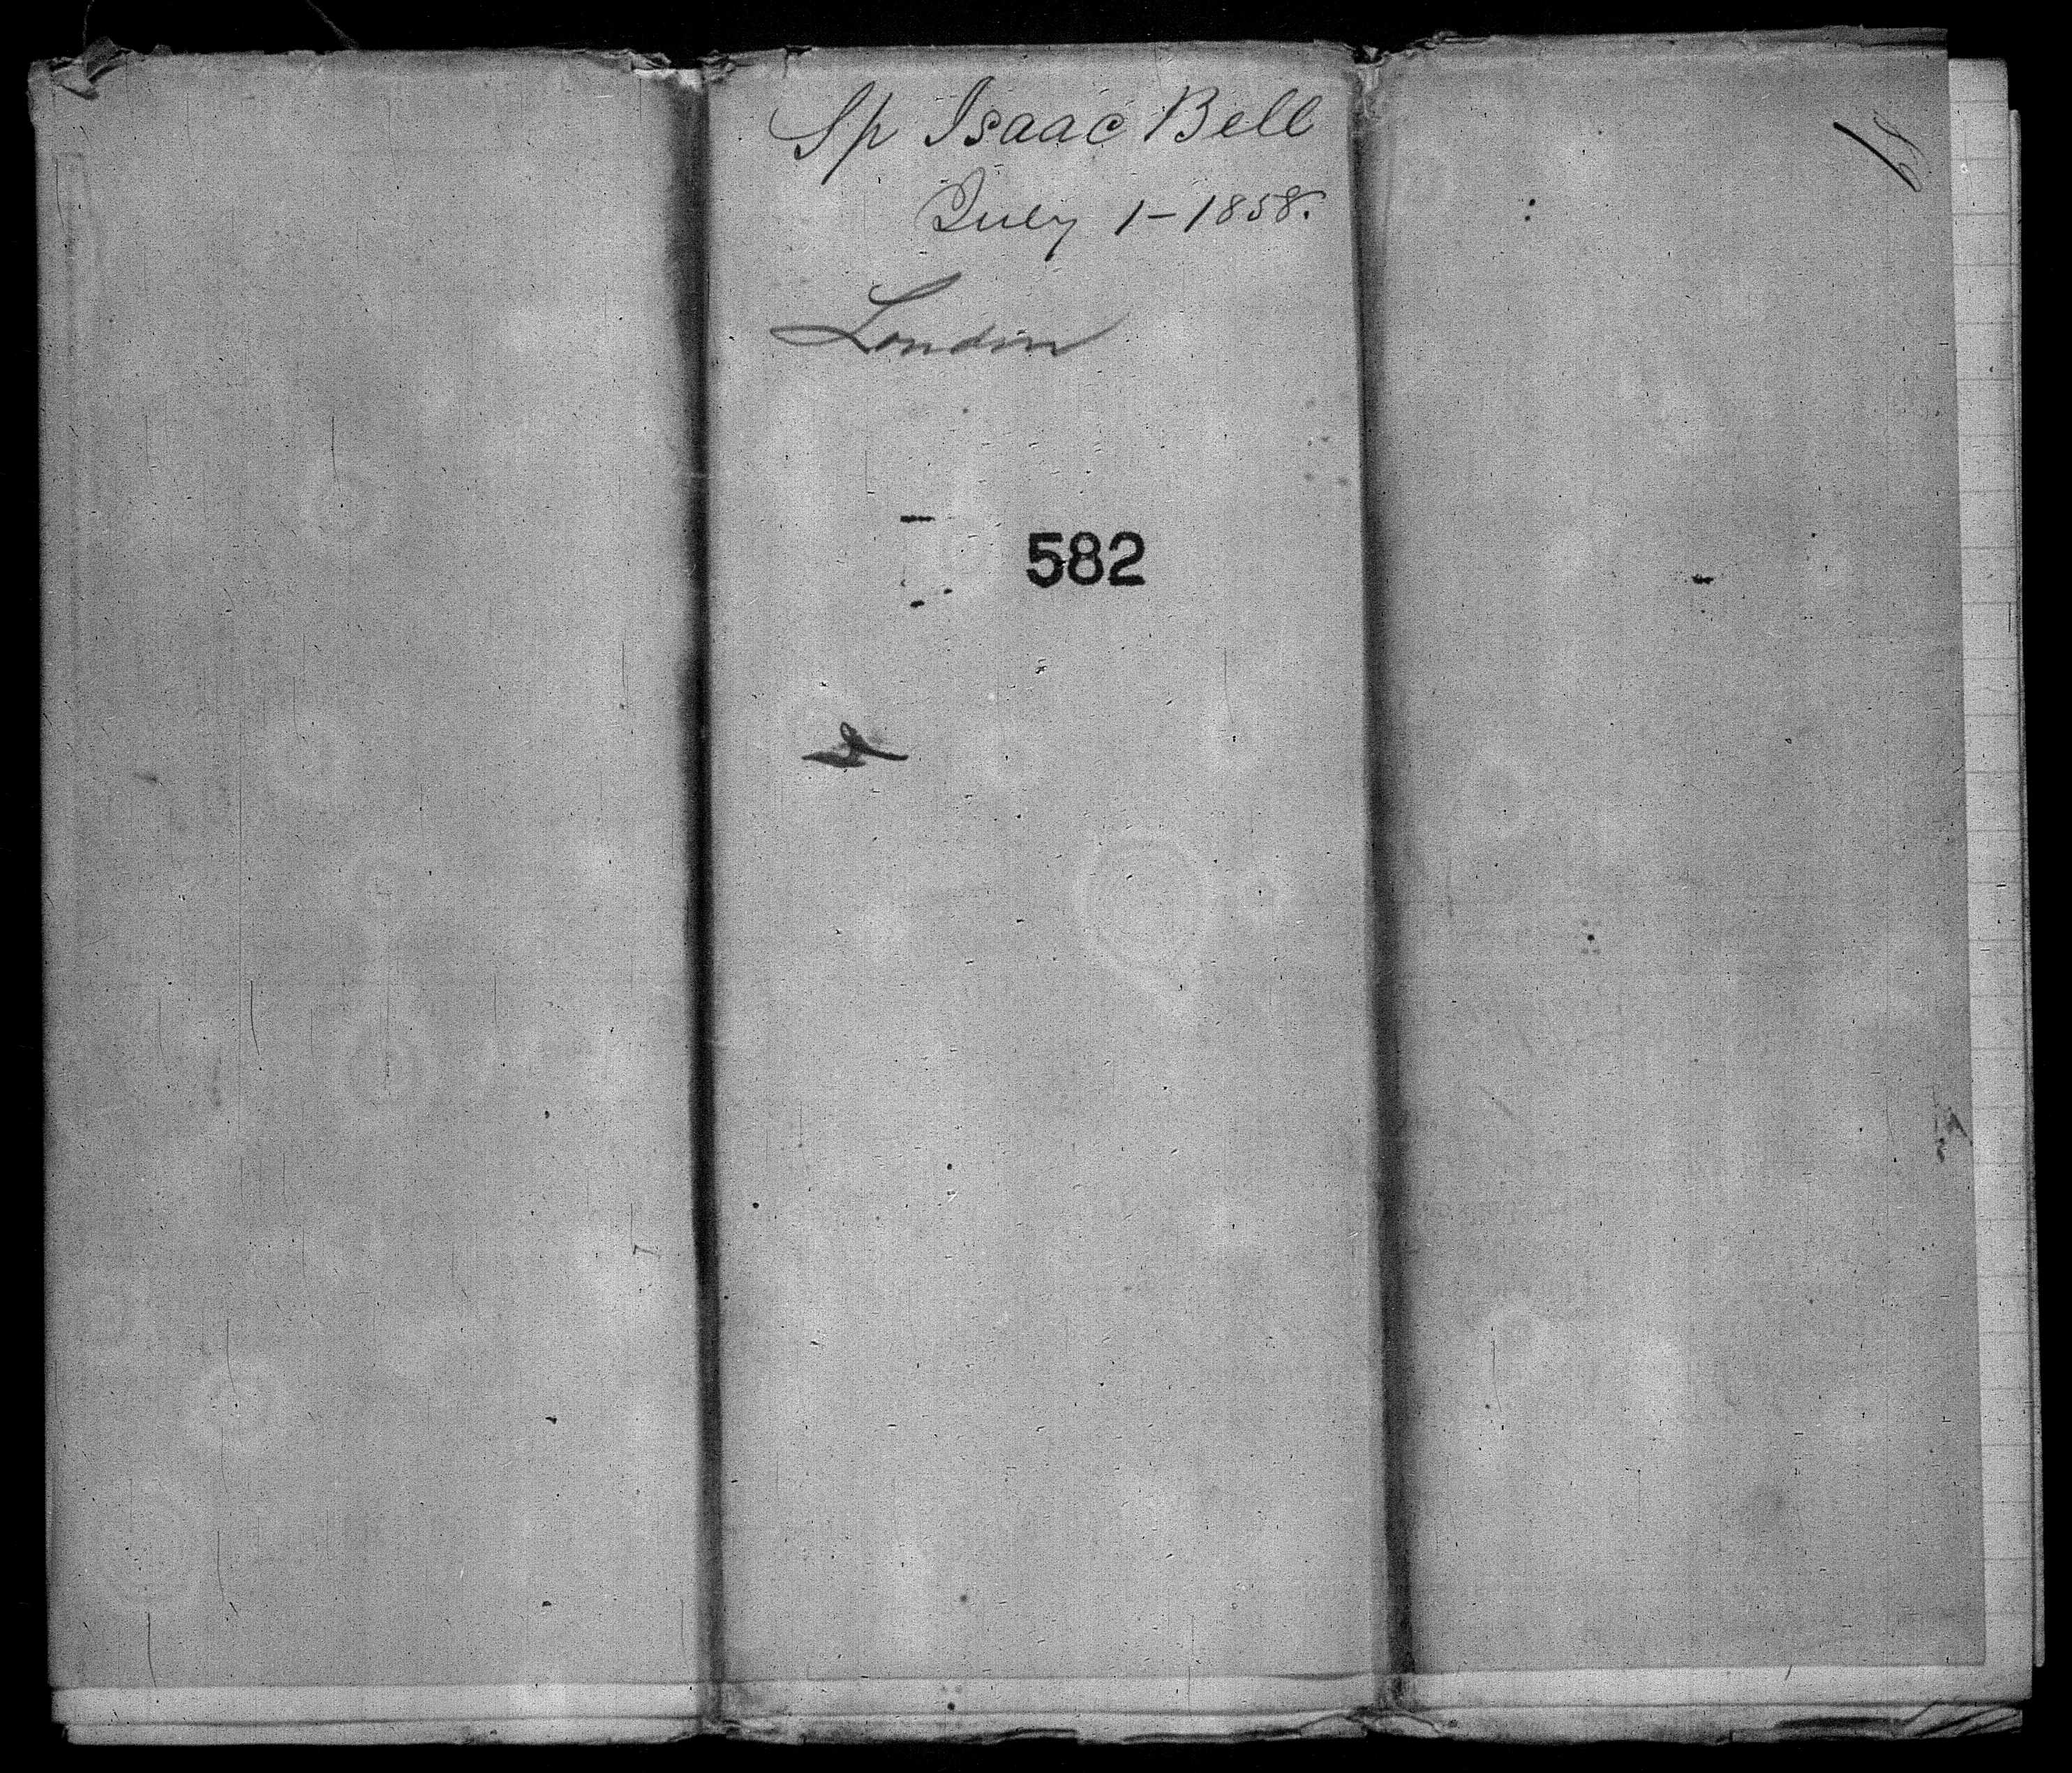 Sp Isaac Bell
July 1-1858.
London
582